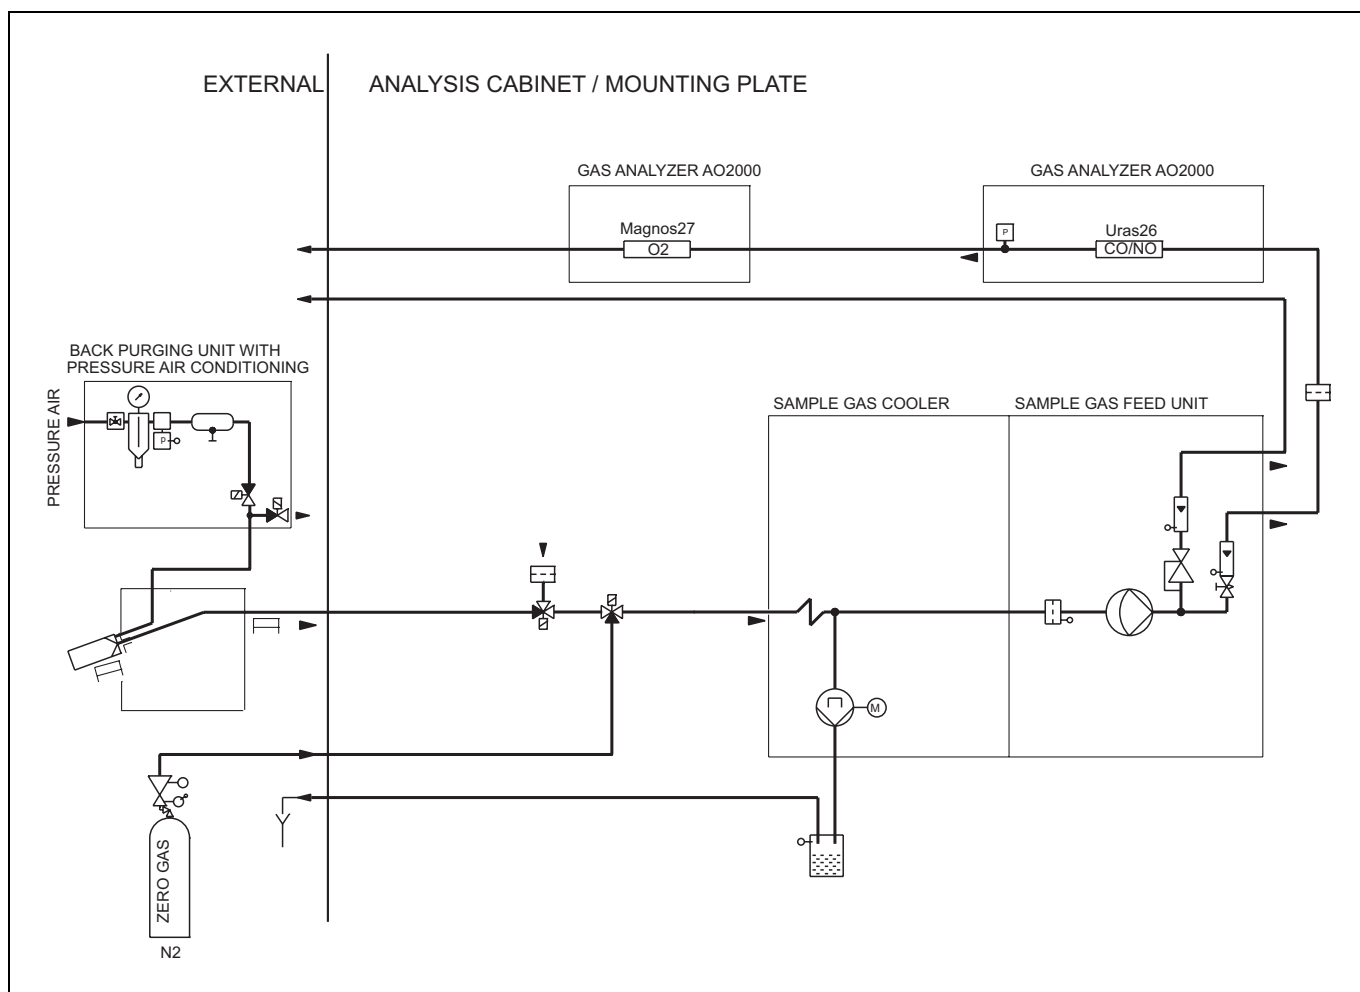 EXTERNAL
ANALYSIS CABINET / MOUNTING PLATE
GAS ANALYZER AO2000
GAS ANALYZER AO2000
Magnos27
O2
P
Uras26
CO/NO
BACK PURGING UNIT WITH
PRESSURE AIR CONDITIONING
PRESSURE AIR
P
SAMPLE GAS COOLER
SAMPLE GAS FEED UNIT
M
ZERO GAS
N2